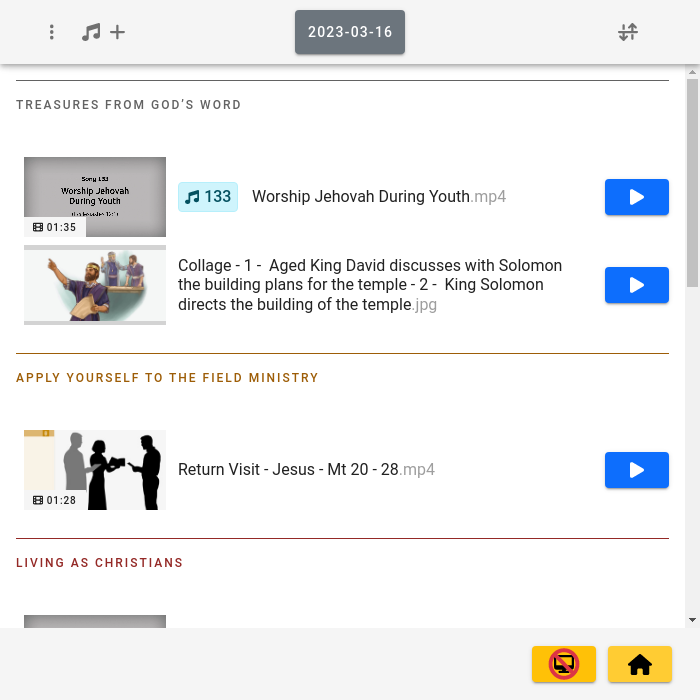 2023-03-16
TREASURES FROM GOD'S WORD
Song 133
Worship Jehovah
During Youth
01:35
133
Worship Jehovah During Youth.mp4
Collage - 1 -  Aged King David discusses with Solomon
the building plans for the temple - 2 -  King Solomon
directs the building of the temple.jpg
APPLY YOURSELF TO THE FIELD MINISTRY
01:28
Return Visit - Jesus - Mt 20 - 28.mp4
LIVING AS CHRISTIANS